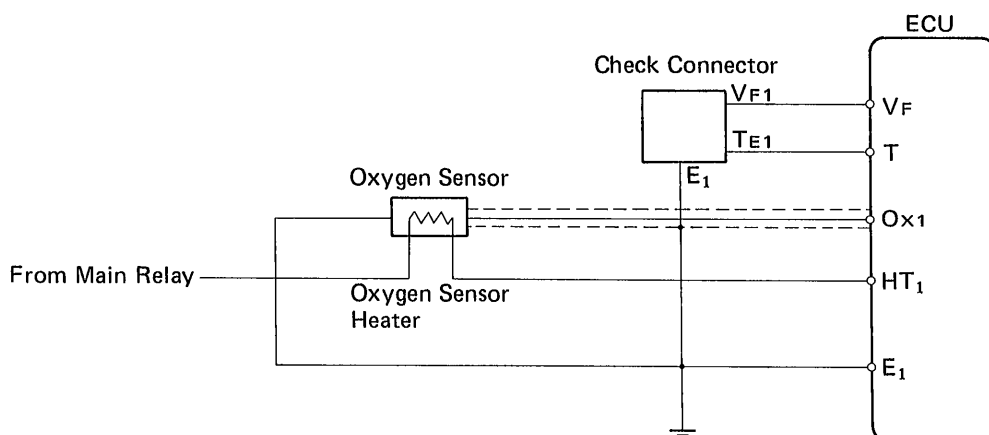 ECU
Check Connector
VF1
VF
TE1
T
E1
Oxygen Sensor
Ox1
From Main Relay
HT1
Oxygen Sensor
Heater
E1